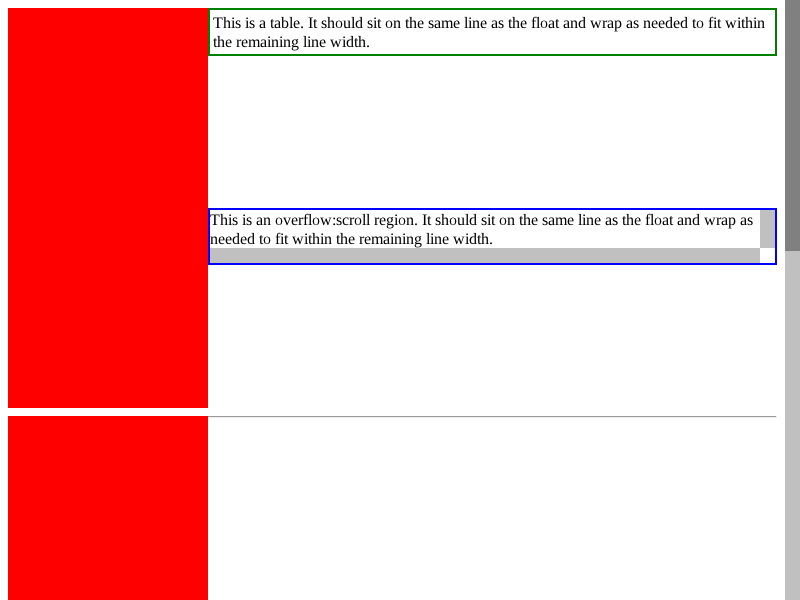 This is a table. It should sit on the same line as the float and wrap as needed to fit within
the remaining line width.
This is an overflow:scroll region. It should sit on the same line as the float and wrap as
needed to fit within the remaining line width.